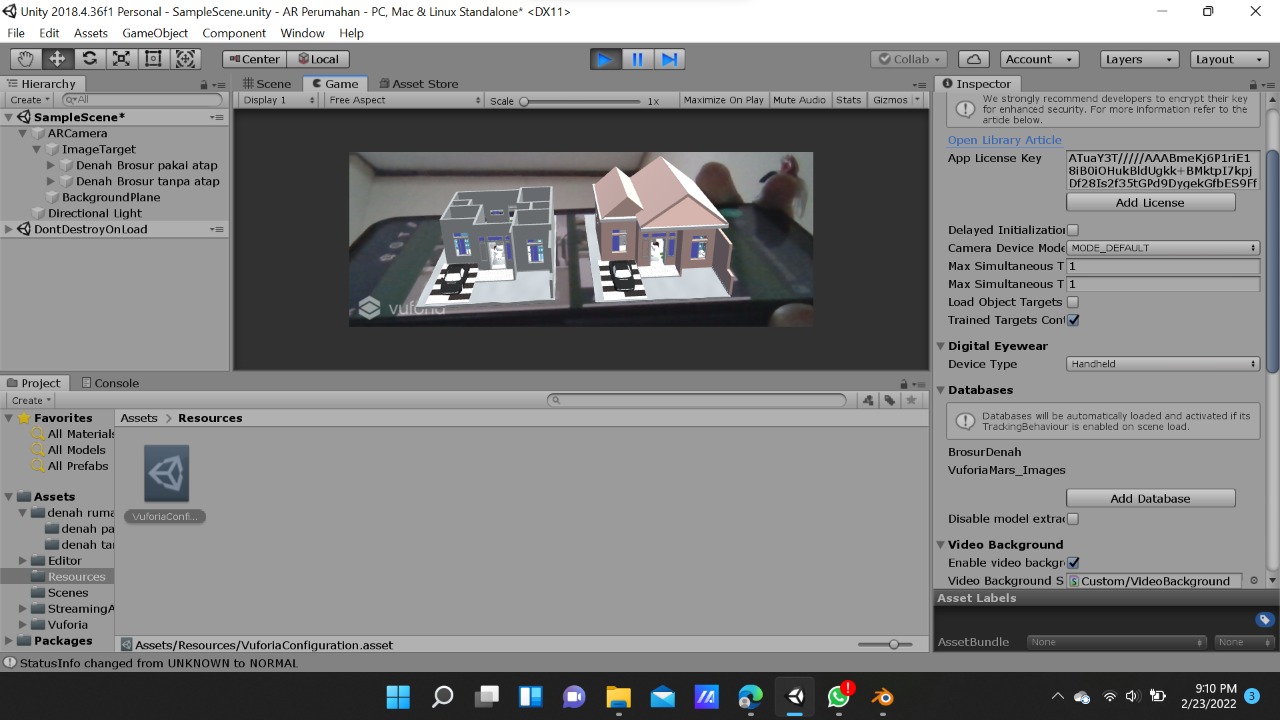 Unity 2018.4.36f1 Personal - SampleScene.unity - AR Perumahan - PC, Mac & Linux Standalone* <DX11>
File Edit Assets GameObject Component Window Help
Center Local Collab Account Layers Layout
Hierarchy
Create All
SampleScene*
ARCamera
ImageTarget
Denah Brosur pakai atap
Denah Brosur tanpa atap
BackgroundPlane
Directional Light
DontDestroyOnLoad
Scene Game Asset Store
Display 1 Free Aspect Scale 1x Maximize On Play Mute Audio Stats Gizmos
vuforia
Project Console
Create
Favorites
All Materials
All Models
All Prefabs
Assets
denah ruma
denah pa
denah tar
Editor
Resources
Scenes
StreamingA
Vuforia
Packages
Assets > Resources
VuforiaConfi...
Assets/Resources/VuforiaConfiguration.asset
Inspector
We strongly recommend developers to encrypt their key
for enhanced security. For more information refer to the
article below.
Open Library Article
App License Key
ATuaY3T/////AAABmeKj6P1riE1
8iB0iOHukBldUgkk+BMktpI7kpj
Df28Is2f35tGPd9DygekGfbES9Ff
Add License
Delayed Initialization
Camera Device Mode MODE_DEFAULT
Max Simultaneous T 1
Max Simultaneous T 1
Load Object Targets
Trained Targets Con
Digital Eyewear
Device Type Handheld
Databases
Databases will be automatically loaded and activated if its
TrackingBehaviour is enabled on scene load.
BrosurDenah
VuforiaMars_Images
Add Database
Disable model extrac
Video Background
Enable video backgr
Video Background S Custom/VideoBackground
Asset Labels
AssetBundle None None
StatusInfo changed from UNKNOWN to NORMAL
9:10 PM
2/23/2022
3